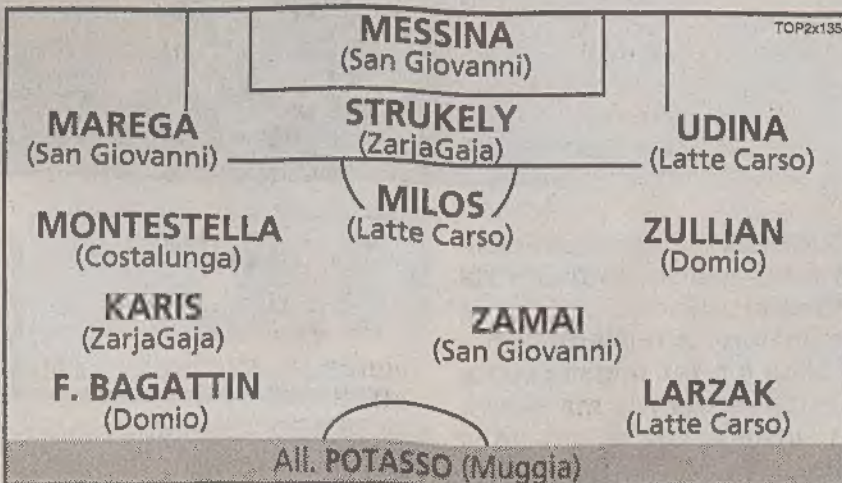 TOP2x135
MESSINA
(San Giovanni)
MAREGA
(San Giovanni)
STRUKELY
(ZarjaGaja)
UDINA
(Latte Carso)
MILOS
(Latte Carso)
MONTESTELLA
(Costalunga)
ZULLIAN
(Domio)
KARIS
(ZarjaGaja)
ZAMAI
(San Giovanni)
F. BAGATTIN
(Domio)
LARZAK
(Latte Carso)
All. POTASSO (Muggia)